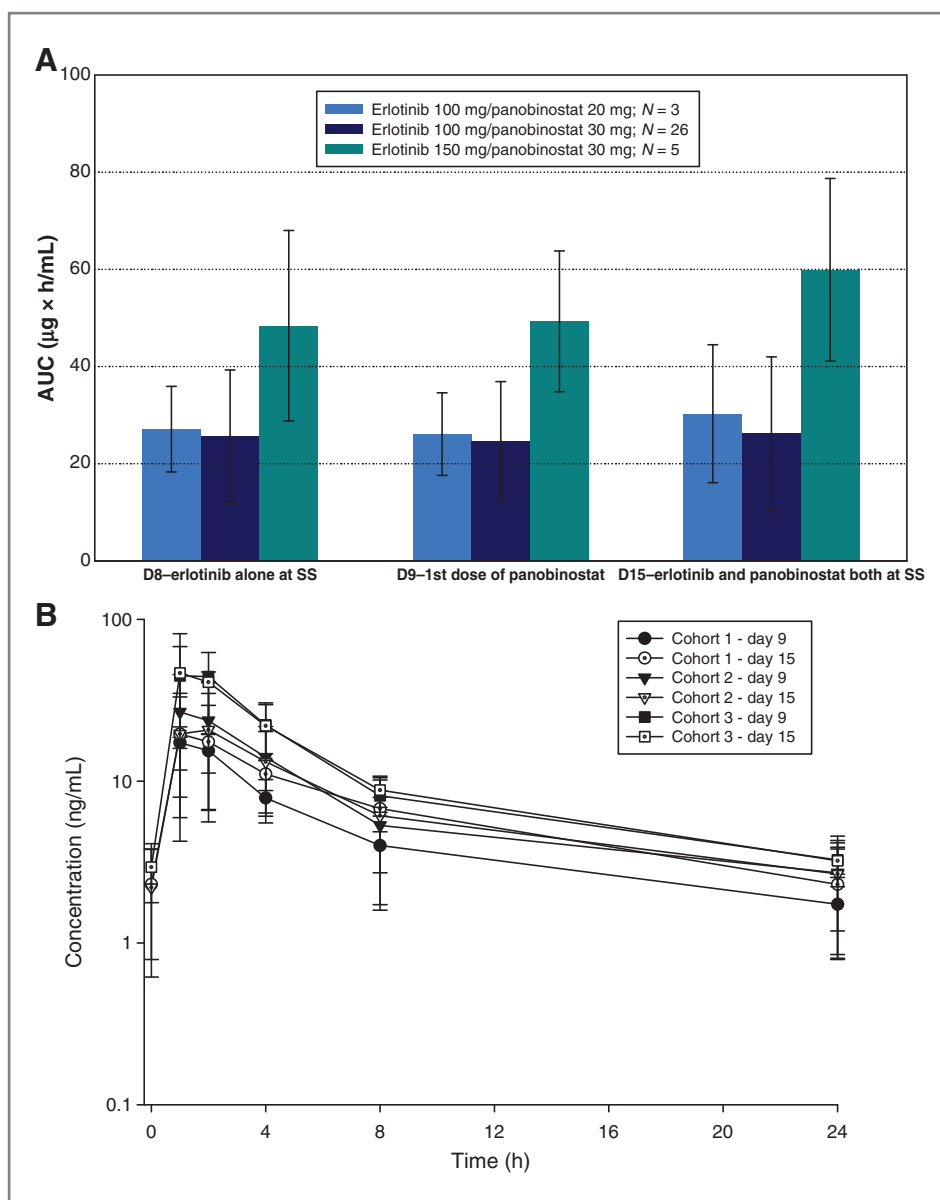 A
100
80
60
40
20
0
AUC (μg × h/mL)
Erlotinib 100 mg/panobinostat 20 mg; N = 3
Erlotinib 100 mg/panobinostat 30 mg; N = 26
Erlotinib 150 mg/panobinostat 30 mg; N = 5
D8–erlotinib alone at SS D9–1st dose of panobinostat D15–erlotinib and panobinostat both at SS
B
100
10
1
0.1
Concentration (ng/mL)
Cohort 1 - day 9
Cohort 1 - day 15
Cohort 2 - day 9
Cohort 2 - day 15
Cohort 3 - day 9
Cohort 3 - day 15
0 4 8 12 16 20 24
Time (h)